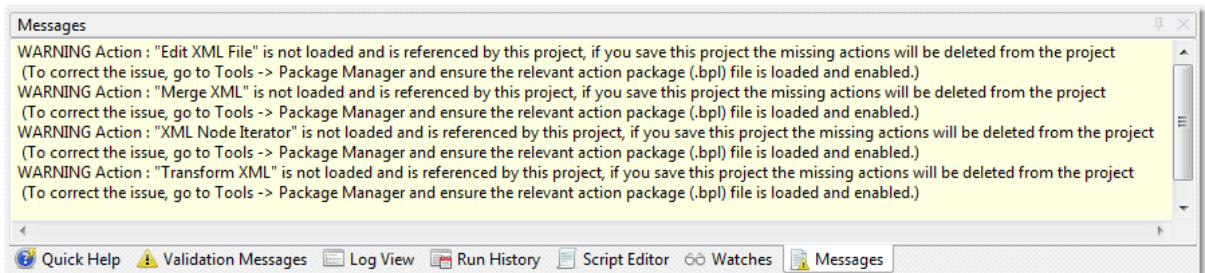 Messages
WARNING Action : "Edit XML File" is not loaded and is referenced by this project, if you save this project the missing actions will be deleted from the project
(To correct the issue, go to Tools -> Package Manager and ensure the relevant action package (.bpl) file is loaded and enabled.)
WARNING Action : "Merge XML" is not loaded and is referenced by this project, if you save this project the missing actions will be deleted from the project
(To correct the issue, go to Tools -> Package Manager and ensure the relevant action package (.bpl) file is loaded and enabled.)
WARNING Action : "XML Node Iterator" is not loaded and is referenced by this project, if you save this project the missing actions will be deleted from the project
(To correct the issue, go to Tools -> Package Manager and ensure the relevant action package (.bpl) file is loaded and enabled.)
WARNING Action : "Transform XML" is not loaded and is referenced by this project, if you save this project the missing actions will be deleted from the project
(To correct the issue, go to Tools -> Package Manager and ensure the relevant action package (.bpl) file is loaded and enabled.)
Quick Help Validation Messages Log View Run History Script Editor Watches Messages